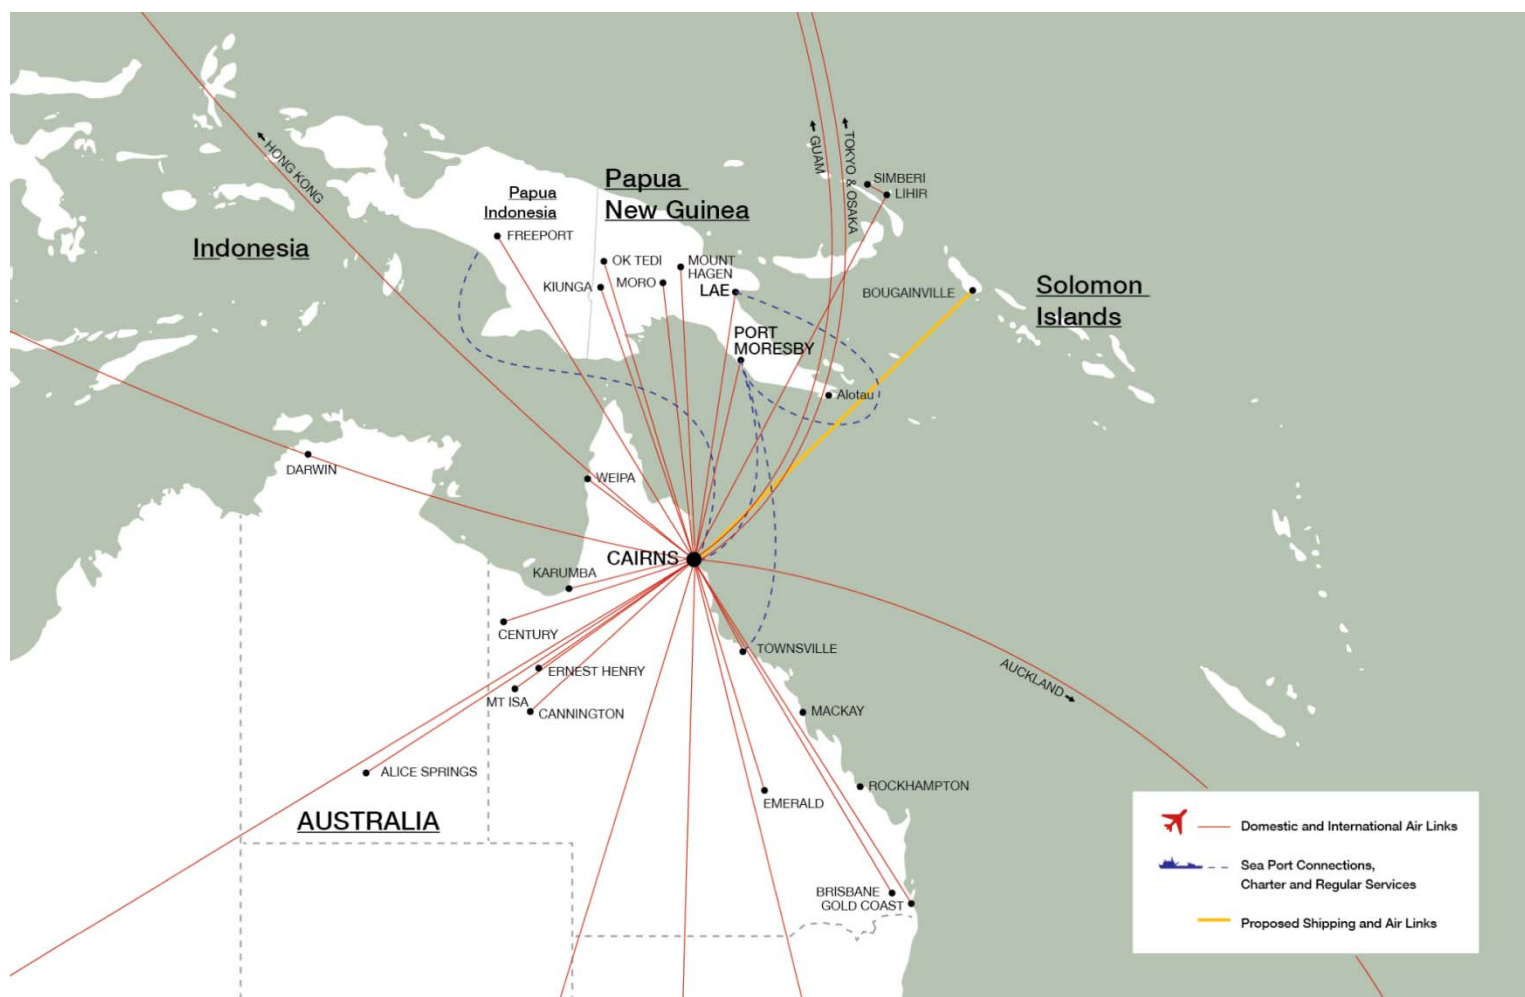 HONG KONG
GUAM
TOKYO & OSAKA
SIMBERI
LIHIR
Papua
New Guinea
Papua
Indonesia
FREEPORT
Indonesia
OK TEDI
MOUNT
HAGEN
KIUNGA
MORO
LAE
BOUGAINVILLE
Solomon
Islands
PORT
MORESBY
Alotau
DARWIN
WEIPA
CAIRNS
KARUMBA
CENTURY
TOWNSVILLE
ERNEST HENRY
MT ISA
CANNINGTON
AUCKLAND
MACKAY
ALICE SPRINGS
ROCKHAMPTON
EMERALD
AUSTRALIA
BRISBANE
GOLD COAST
Domestic and International Air Links
Sea Port Connections,
Charter and Regular Services
Proposed Shipping and Air Links